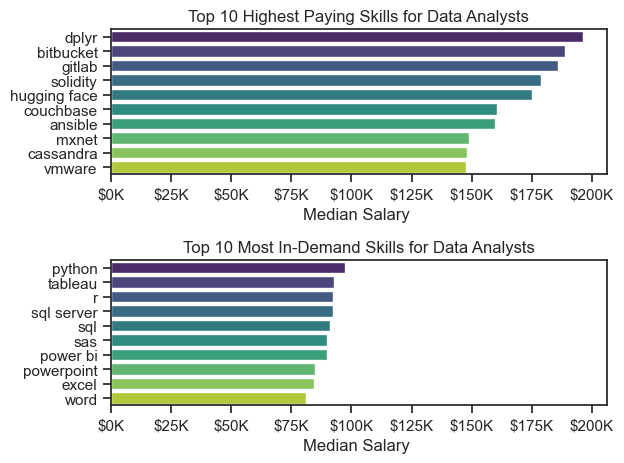 Top 10 Highest Paying Skills for Data Analysts
dplyr
bitbucket
gitlab
solidity
hugging face
couchbase
ansible
mxnet
cassandra
vmware
$0K $25K $50K $75K $100K $125K $150K $175K $200K
Median Salary
Top 10 Most In-Demand Skills for Data Analysts
python
tableau
r
sql server
sql
sas
power bi
powerpoint
excel
word
$0K $25K $50K $75K $100K $125K $150K $175K $200K
Median Salary